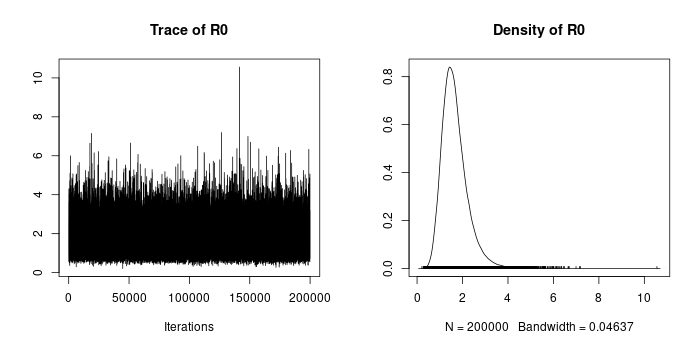 Trace of R0
10
8
6
4
2
0
0 50000 100000 150000 200000
Iterations
Density of R0
0.8
0.6
0.4
0.2
0.0
0 2 4 6 8 10
N = 200000 Bandwidth = 0.04637